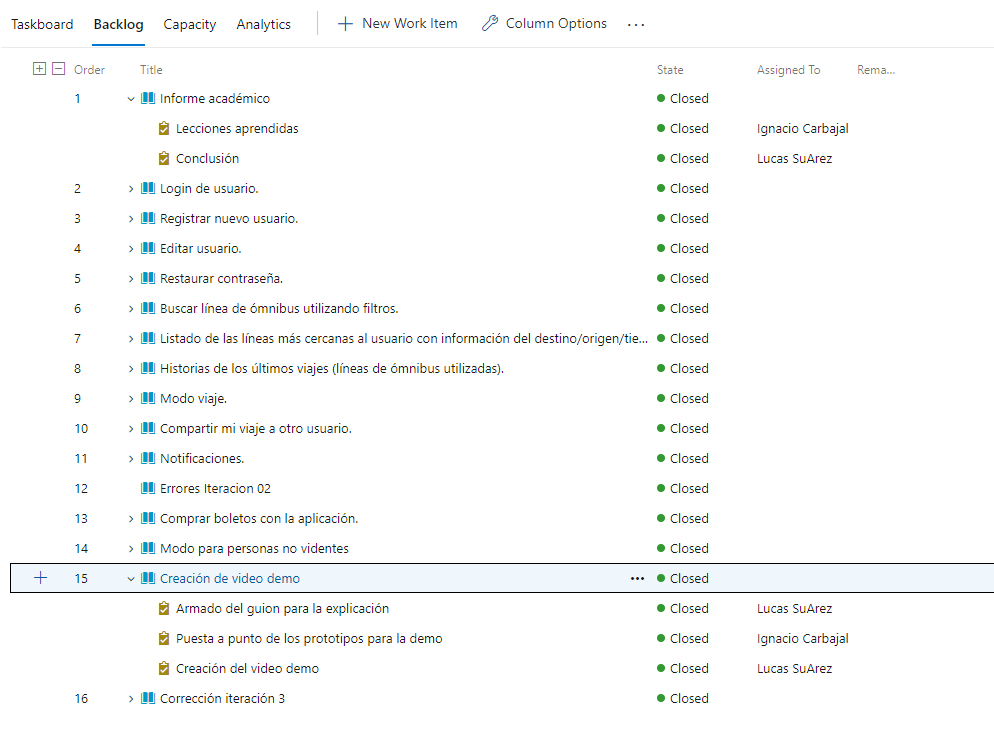 Taskboard Backlog Capacity Analytics New Work Item Column Options ...
Order Title State Assigned To Rema...
1 Informe académico Closed
Lecciones aprendidas Closed Ignacio Carbajal
Conclusión Closed Lucas SuArez
2 Login de usuario. Closed
3 Registrar nuevo usuario. Closed
4 Editar usuario. Closed
5 Restaurar contraseña. Closed
6 Buscar línea de ómnibus utilizando filtros. Closed
7 Listado de las líneas más cercanas al usuario con información del destino/origen/tie... Closed
8 Historias de los últimos viajes (líneas de ómnibus utilizadas). Closed
9 Modo viaje. Closed
10 Compartir mi viaje a otro usuario. Closed
11 Notificaciones. Closed
12 Errores Iteracion 02 Closed
13 Comprar boletos con la aplicación. Closed
14 Modo para personas no videntes Closed
15 Creación de video demo ... Closed
Armado del guion para la explicación Closed Lucas SuArez
Puesta a punto de los prototipos para la demo Closed Ignacio Carbajal
Creación del video demo Closed Lucas SuArez
16 Corrección iteración 3 Closed